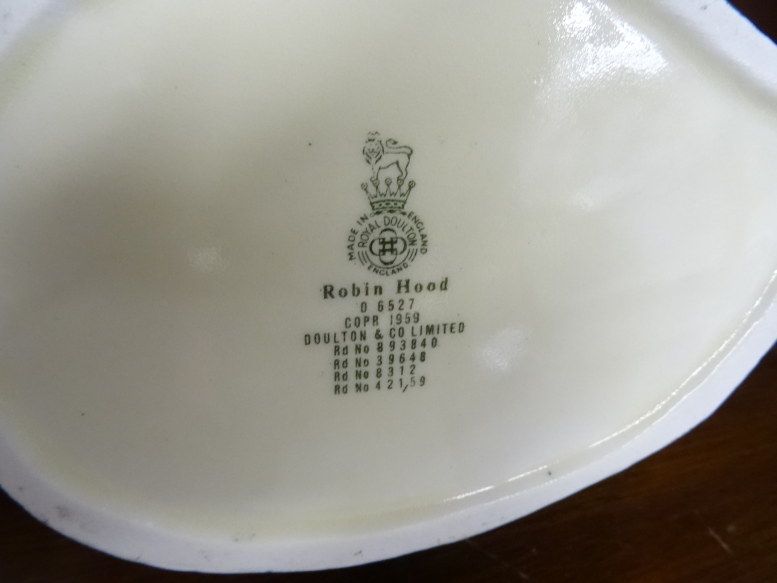 MADE IN ENGLAND
ROYAL DOULTON
ENGLAND
Robin Hood
D 6527
COPR 1959
DOULTON & CO LIMITED
Rd No 893840
Rd No 39648
Rd No 8312
Rd No 421/59